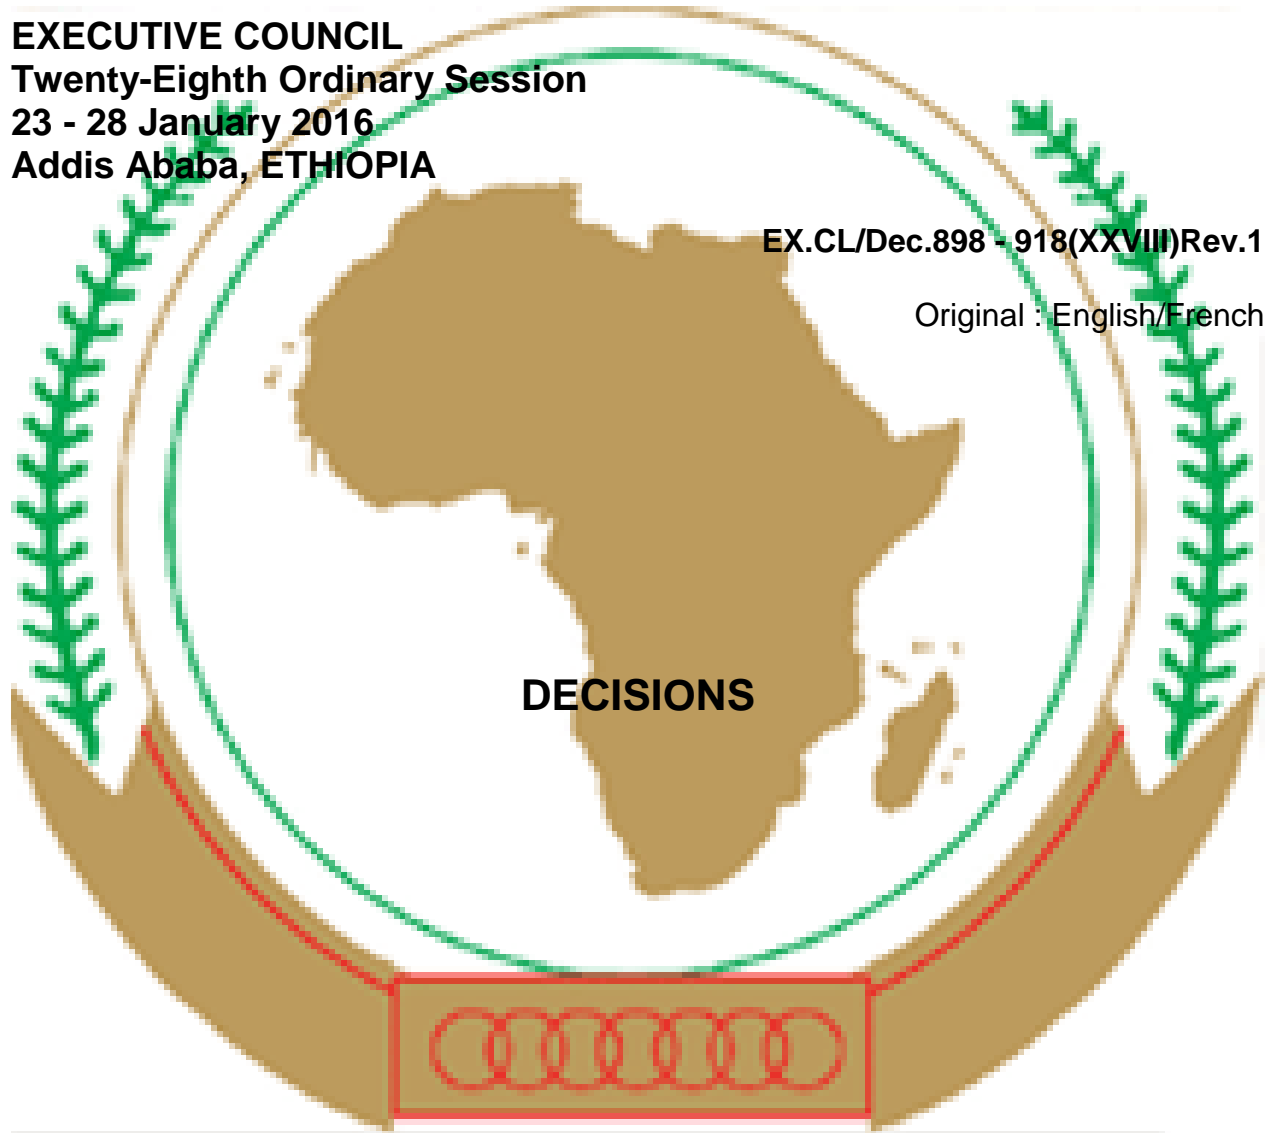 EXECUTIVE COUNCIL
Twenty-Eighth Ordinary Session
23 - 28 January 2016
Addis Ababa, ETHIOPIA
EX.CL/Dec.898 - 918(XXVIII)Rev.1
Original : English/French
DECISIONS